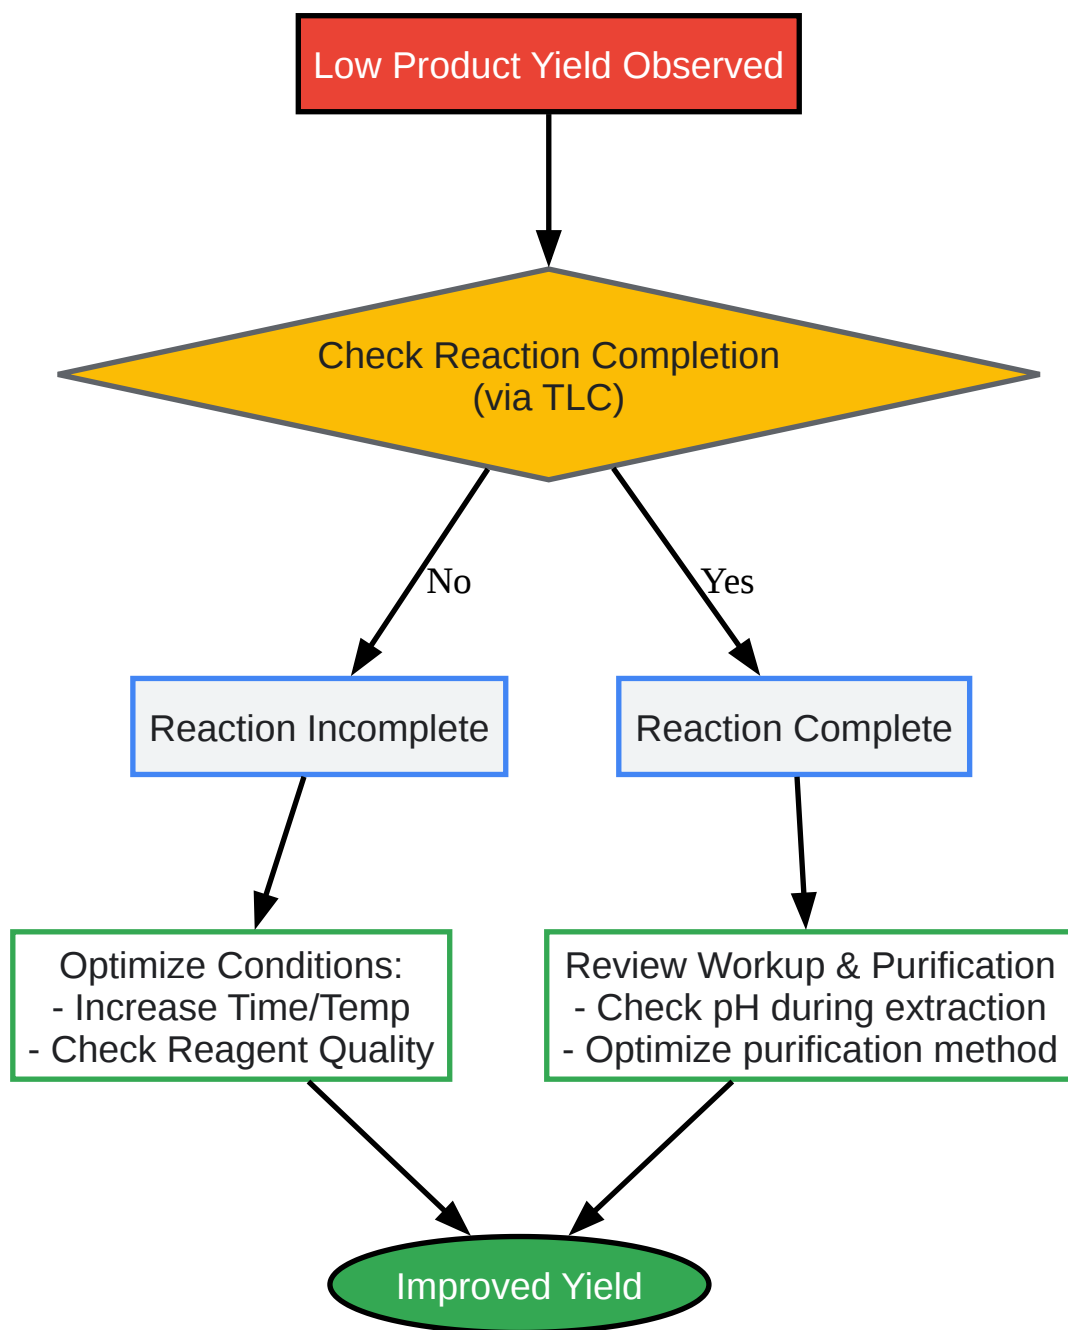 Low Product Yield Observed
Check Reaction Completion
(via TLC)
No
Yes
Reaction Incomplete
Reaction Complete
Optimize Conditions:
- Increase Time/Temp
- Check Reagent Quality
Review Workup & Purification
- Check pH during extraction
- Optimize purification method
Improved Yield